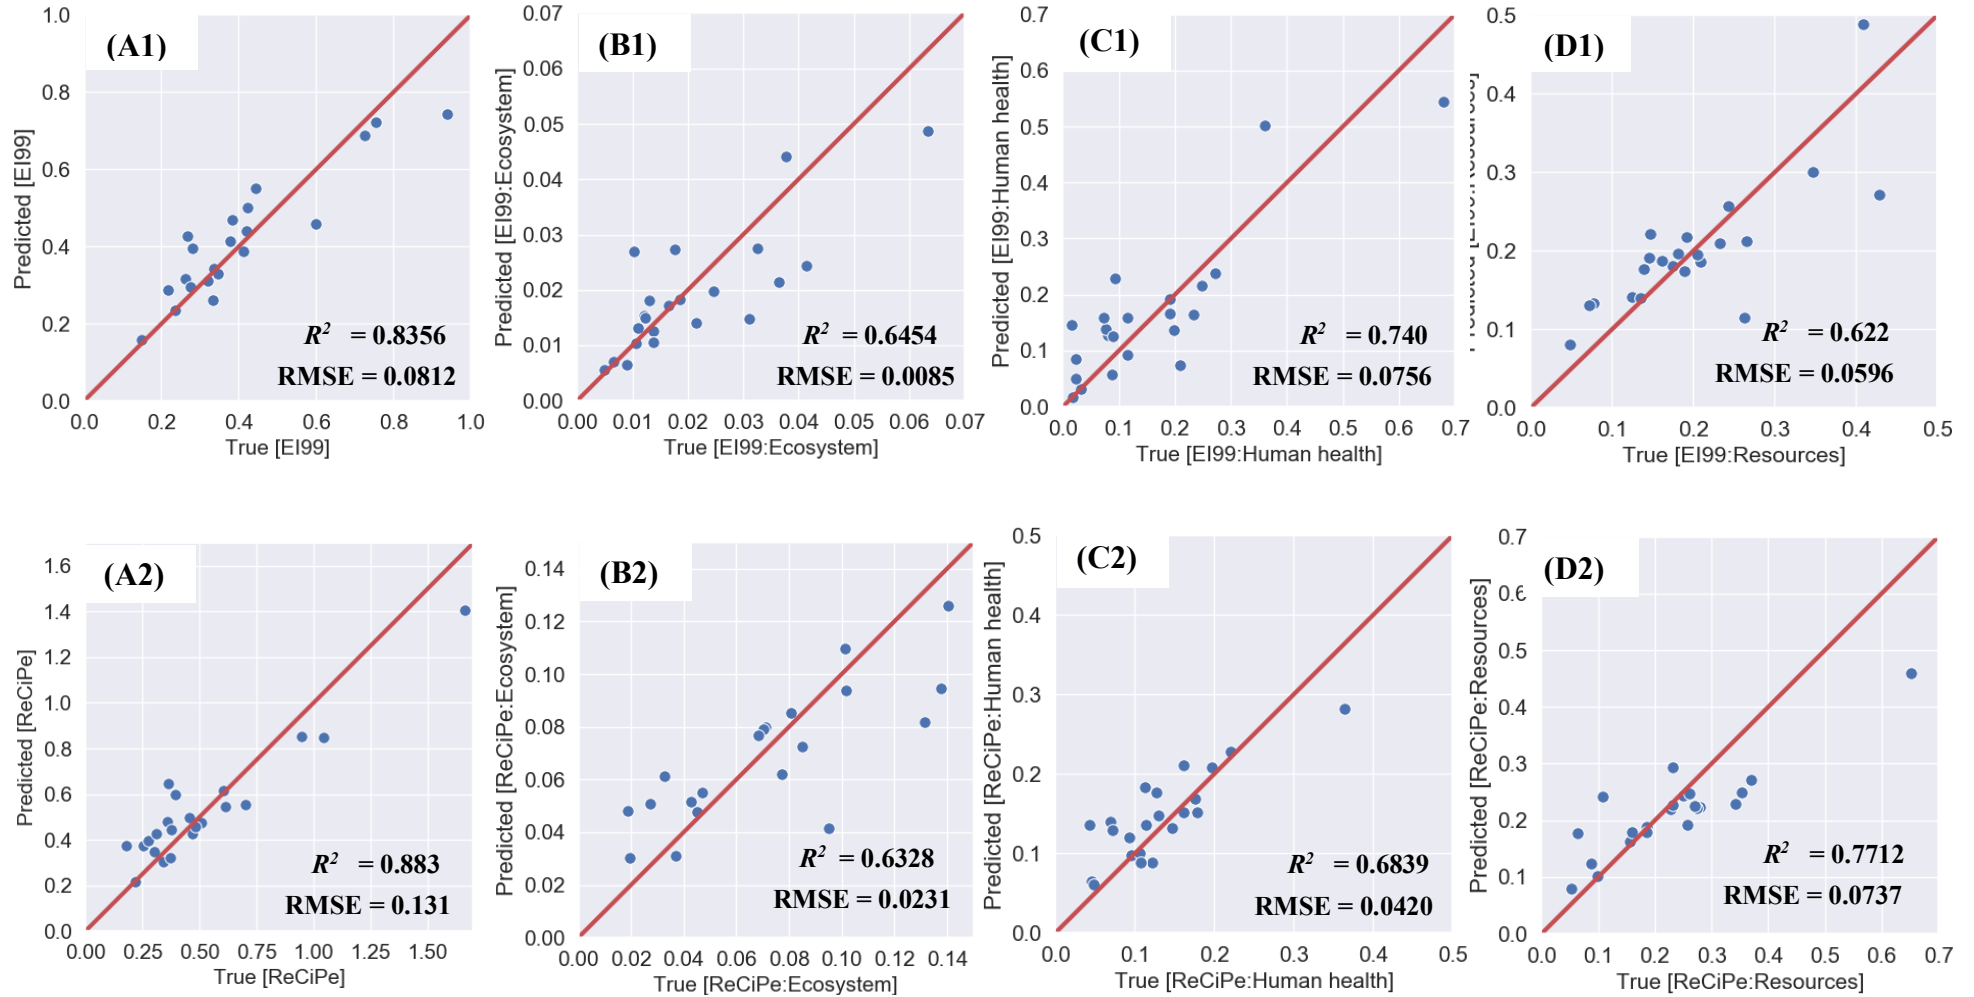 (A1)
Predicted [EI99]
1.0
0.8
0.6
0.4
0.2
0.0
R² = 0.8356
RMSE = 0.0812
0.0 0.2 0.4 0.6 0.8 1.0
True [EI99]
(B1)
Predicted [EI99:Ecosystem]
0.07
0.06
0.05
0.04
0.03
0.02
0.01
0.00
R² = 0.6454
RMSE = 0.0085
0.00 0.01 0.02 0.03 0.04 0.05 0.06 0.07
True [EI99:Ecosystem]
(C1)
Predicted [EI99:Human health]
0.7
0.6
0.5
0.4
0.3
0.2
0.1
0.0
R² = 0.740
RMSE = 0.0756
0.0 0.1 0.2 0.3 0.4 0.5 0.6 0.7
True [EI99:Human health]
(D1)
0.5
0.4
0.3
0.2
0.1
0.0
R² = 0.622
RMSE = 0.0596
0.0 0.1 0.2 0.3 0.4 0.5
True [EI99:Resources]
(A2)
Predicted [ReCiPe]
1.6
1.4
1.2
1.0
0.8
0.6
0.4
0.2
0.0
R² = 0.883
RMSE = 0.131
0.00 0.25 0.50 0.75 1.00 1.25 1.50
True [ReCiPe]
(B2)
Predicted [ReCiPe:Ecosystem]
0.14
0.12
0.10
0.08
0.06
0.04
0.02
0.00
R² = 0.6328
RMSE = 0.0231
0.00 0.02 0.04 0.06 0.08 0.10 0.12 0.14
True [ReCiPe:Ecosystem]
(C2)
Predicted [ReCiPe:Human health]
0.5
0.4
0.3
0.2
0.1
0.0
R² = 0.6839
RMSE = 0.0420
0.0 0.1 0.2 0.3 0.4 0.5
True [ReCiPe:Human health]
(D2)
Predicted [ReCiPe:Resources]
0.7
0.6
0.5
0.4
0.3
0.2
0.1
0.0
R² = 0.7712
RMSE = 0.0737
0.0 0.1 0.2 0.3 0.4 0.5 0.6 0.7
True [ReCiPe:Resources]